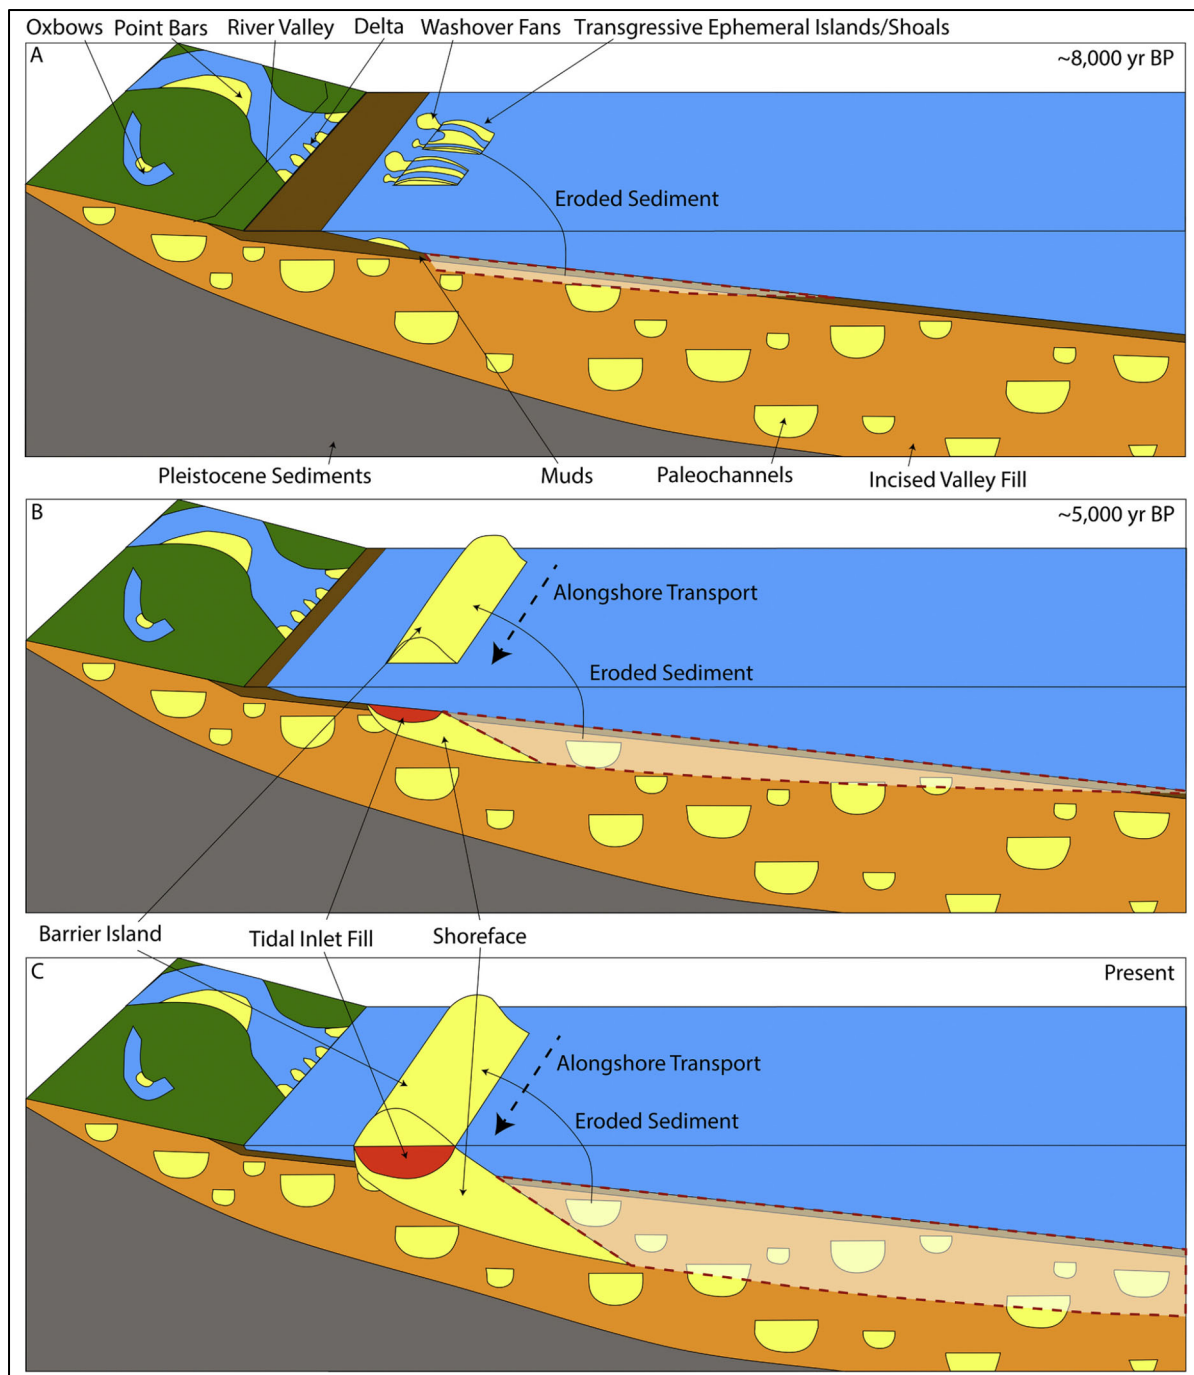 Oxbows Point Bars River Valley Delta Washover Fans Transgressive Ephemeral Islands/Shoals
A
~8,000 yr BP
Eroded Sediment
Pleistocene Sediments Muds Paleochannels Incised Valley Fill
B
~5,000 yr BP
Alongshore Transport
Eroded Sediment
Barrier Island Tidal Inlet Fill Shoreface
C
Present
Alongshore Transport
Eroded Sediment